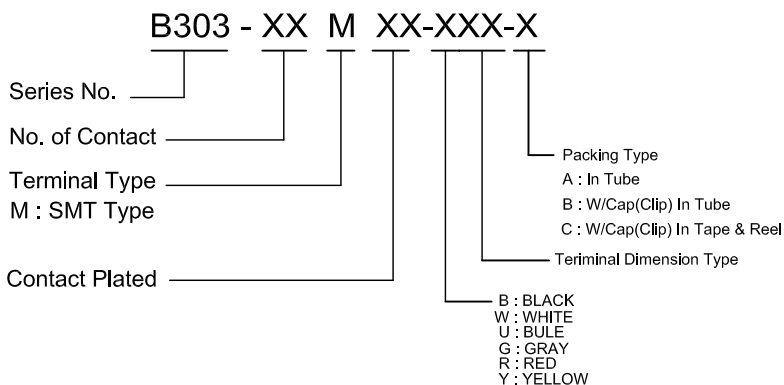 B303 - XX M XX-XXX-X
Series No.
No. of Contact
Terminal Type
M : SMT Type
Contact Plated
Packing Type
A : In Tube
B : W/Cap(Clip) In Tube
C : W/Cap(Clip) In Tape & Reel
Teriminal Dimension Type
B : BLACK
W : WHITE
U : BULE
G : GRAY
R : RED
Y : YELLOW